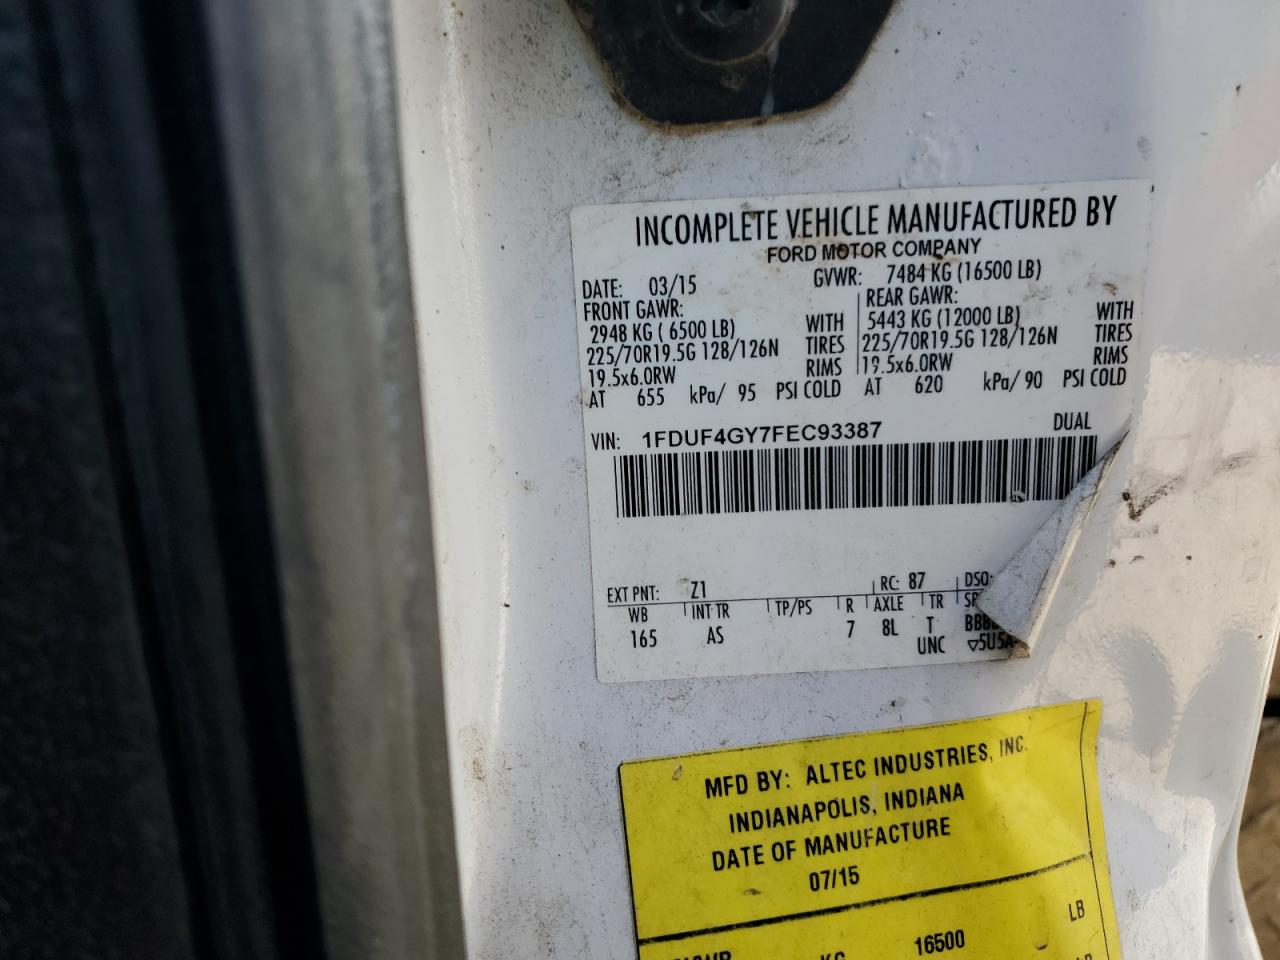 INCOMPLETE VEHICLE MANUFACTURED BY
FORD MOTOR COMPANY
DATE: 03/15 GVWR: 7484 KG (16500 LB)
FRONT GAWR: REAR GAWR:
2948 KG ( 6500 LB) WITH 5443 KG (12000 LB) WITH
225/70R19.5G 128/126N TIRES 225/70R19.5G 128/126N TIRES
19.5x6.0RW RIMS 19.5x6.0RW RIMS
AT 655 kPa/ 95 PSI COLD AT 620 kPa/ 90 PSI COLD
VIN: 1FDUF4GY7FEC93387 DUAL
EXT PNT: Z1 RC: 87 DSO:
WB INT TR TP/PS R AXLE TR
165 AS 7 8L T
UNC ▽5U5A
MFD BY: ALTEC INDUSTRIES, INC.
INDIANAPOLIS, INDIANA
DATE OF MANUFACTURE
07/15
KG 16500 LB